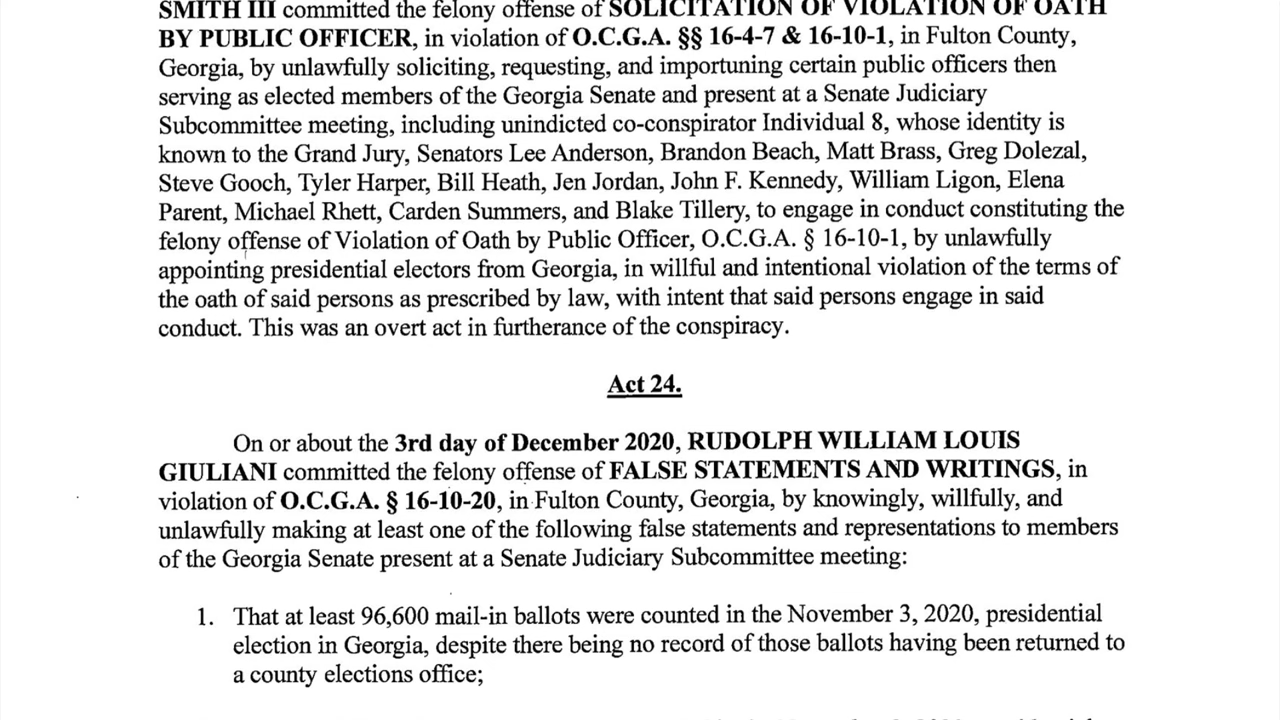 SMITH III committed the felony offense of SOLICITATION OF VIOLATION OF OATH
BY PUBLIC OFFICER, in violation of O.C.G.A. §§ 16-4-7 & 16-10-1, in Fulton County,
Georgia, by unlawfully soliciting, requesting, and importuning certain public officers then
serving as elected members of the Georgia Senate and present at a Senate Judiciary
Subcommittee meeting, including unindicted co-conspirator Individual 8, whose identity is
known to the Grand Jury, Senators Lee Anderson, Brandon Beach, Matt Brass, Greg Dolezal,
Steve Gooch, Tyler Harper, Bill Heath, Jen Jordan, John F. Kennedy, William Ligon, Elena
Parent, Michael Rhett, Carden Summers, and Blake Tillery, to engage in conduct constituting the
felony offense of Violation of Oath by Public Officer, O.C.G.A. § 16-10-1, by unlawfully
appointing presidential electors from Georgia, in willful and intentional violation of the terms of
the oath of said persons as prescribed by law, with intent that said persons engage in said
conduct. This was an overt act in furtherance of the conspiracy.
Act 24.
On or about the 3rd day of December 2020, RUDOLPH WILLIAM LOUIS
GIULIANI committed the felony offense of FALSE STATEMENTS AND WRITINGS, in
violation of O.C.G.A. § 16-10-20, in Fulton County, Georgia, by knowingly, willfully, and
unlawfully making at least one of the following false statements and representations to members
of the Georgia Senate present at a Senate Judiciary Subcommittee meeting:
1. That at least 96,600 mail-in ballots were counted in the November 3, 2020, presidential
election in Georgia, despite there being no record of those ballots having been returned to
a county elections office;